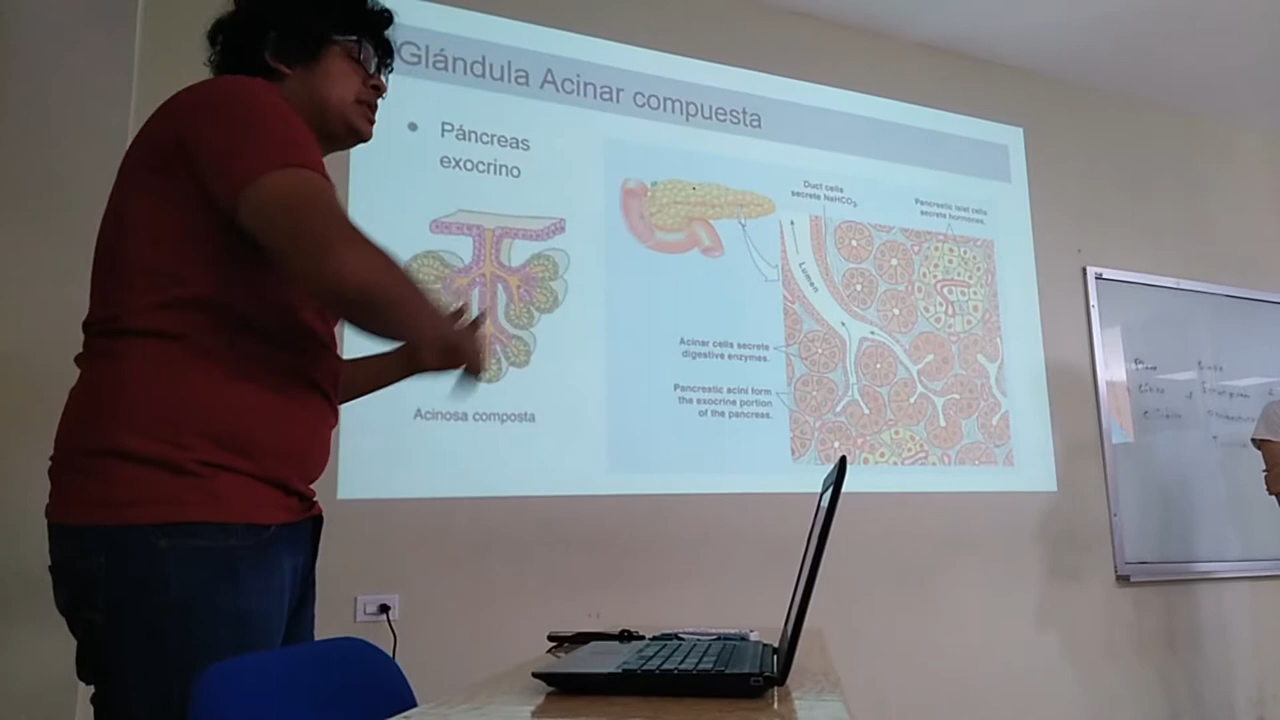 Glándula Acinar compuesta
● Páncreas
exocrino
Acinosa composta
Duct cells
secrete NaHCO₃
Pancreatic islet cells
secrete hormones.
Lumen
Acinar cells secrete
digestive enzymes.
Pancreatic acini form
the exocrine portion
of the pancreas.